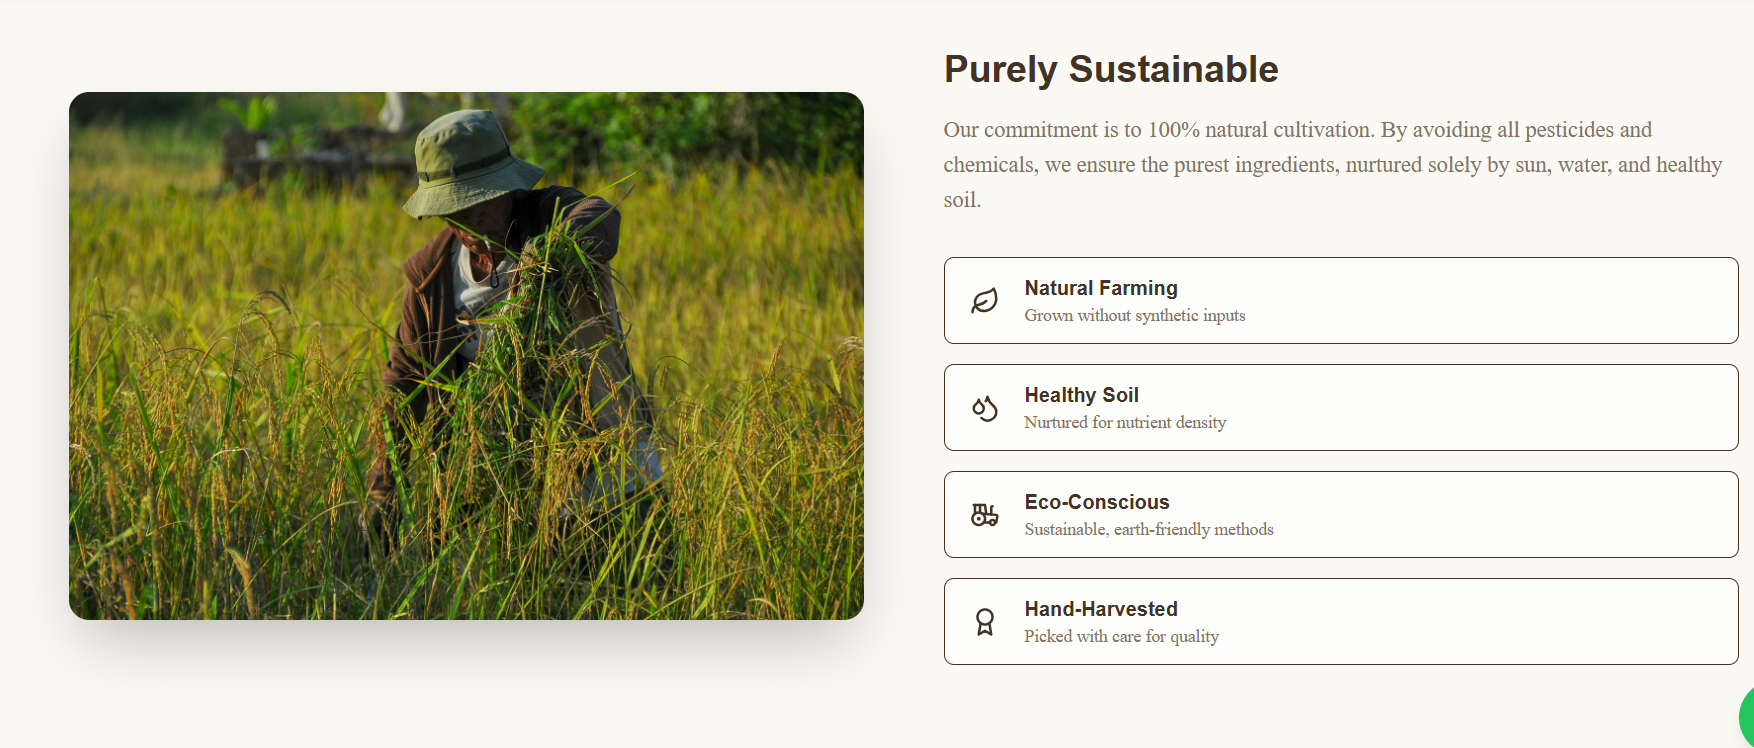 Purely Sustainable
Our commitment is to 100% natural cultivation. By avoiding all pesticides and
chemicals, we ensure the purest ingredients, nurtured solely by sun, water, and healthy
soil.
Natural Farming
Grown without synthetic inputs
Healthy Soil
Nurtured for nutrient density
Eco-Conscious
Sustainable, earth-friendly methods
Hand-Harvested
Picked with care for quality